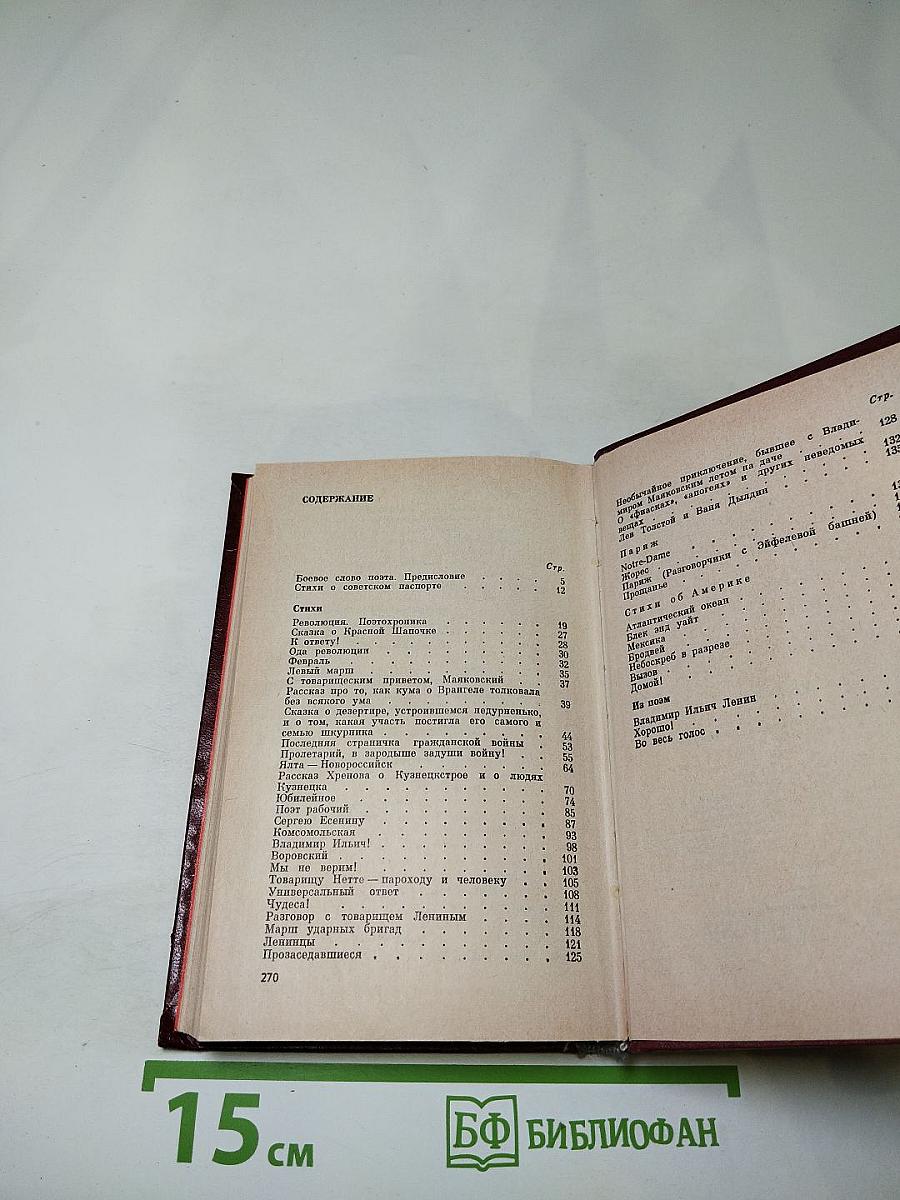 СОДЕРЖАНИЕ
Стр.
Боевое слово поэта. Предисловие . . . . 5
Стихи о советском паспорте . . . . . 12
Стихи
Революция. Поэтохроника . . . . . . . 19
Сказка о Красной Шапочке . . . . . . 27
К ответу! . . . . . . . . . . . 28
Ода революции . . . . . . . . . 30
Февраль . . . . . . . . . . . 32
Левый марш . . . . . . . . . . 35
С товарищеским приветом, Маяковский . . 37
Рассказ про то, как кума о Врангеле толковала
без всякого ума . . . . . . . . . 39
Сказка о дезертире, устроившемся недурненько,
и о том, какая участь постигла его самого и
семью шкурника . . . . . . . . . 44
Последняя страничка гражданской войны . 53
Пролетарий, в зародыше задуши войну! . . 55
Ялта — Новороссийск . . . . . . . 64
Рассказ Хренова о Кузнецкстрое и о людях
Кузнецка . . . . . . . . . . . 70
Юбилейное . . . . . . . . . . 74
Поэт рабочий . . . . . . . . . 85
Сергею Есенину . . . . . . . . 87
Комсомольская . . . . . . . . . 93
Владимир Ильич! . . . . . . . . 98
Воровский . . . . . . . . . . 101
Мы не верим! . . . . . . . . . 103
Товарищу Нетте — пароходу и человеку . . 105
Универсальный ответ . . . . . . . 108
Чудеса! . . . . . . . . . . . 111
Разговор с товарищем Лениным . . . . 114
Марш ударных бригад . . . . . . . 118
Ленинцы . . . . . . . . . . . 121
Прозаседавшиеся . . . . . . . . . 125
270
Стр.
Необычайное приключение, бывшее с Влади-
миром Маяковским летом на даче . . . 128
О «фиасках», «апогеях» и других неведомых
вещах . . . . . . . . . . . 132
Лев Толстой и Ваня Дылдин . . . . . 135
Париж
Notre-Dame . . . . . . . . . .
Жорес . . . . . . . . . . .
Париж (Разговорчики с Эйфелевой башней)
Прощанье . . . . . . . . . .
Стихи об Америке
Атлантический океан . . . . . . .
Блек энд уайт . . . . . . . . .
Мексика . . . . . . . . . .
Бродвей . . . . . . . . . .
Небоскреб в разрезе . . . . . . .
Вызов . . . . . . . . . . .
Домой! . . . . . . . . . . .
Из поэм
Владимир Ильич Ленин . . . . . . .
Хорошо! . . . . . . . . . . .
Во весь голос . . . . . . . . .
15 см
БФ БИБЛИОФАН